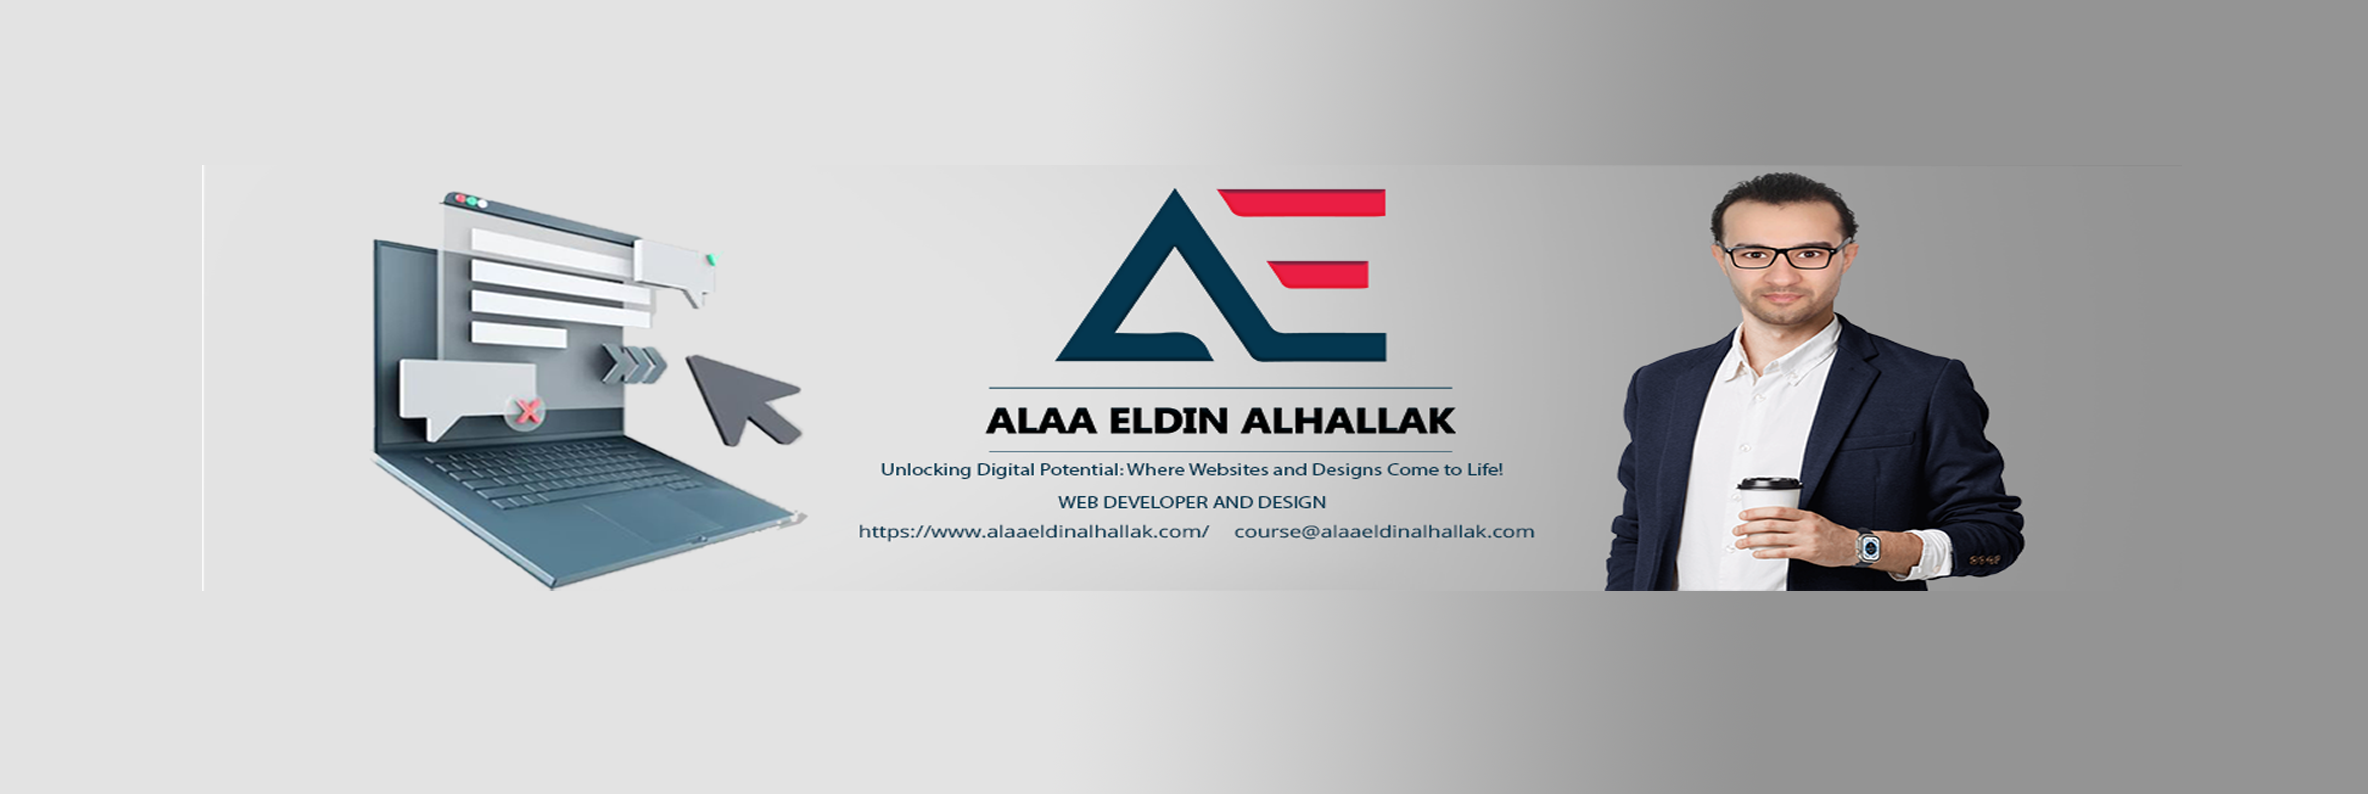 AE
ALAA ELDIN ALHALLAK
Unlocking Digital Potential: Where Websites and Designs Come to Life!
WEB DEVELOPER AND DESIGN
https://www.alaaeldinalhallak.com/ course@alaaeldinalhallak.com